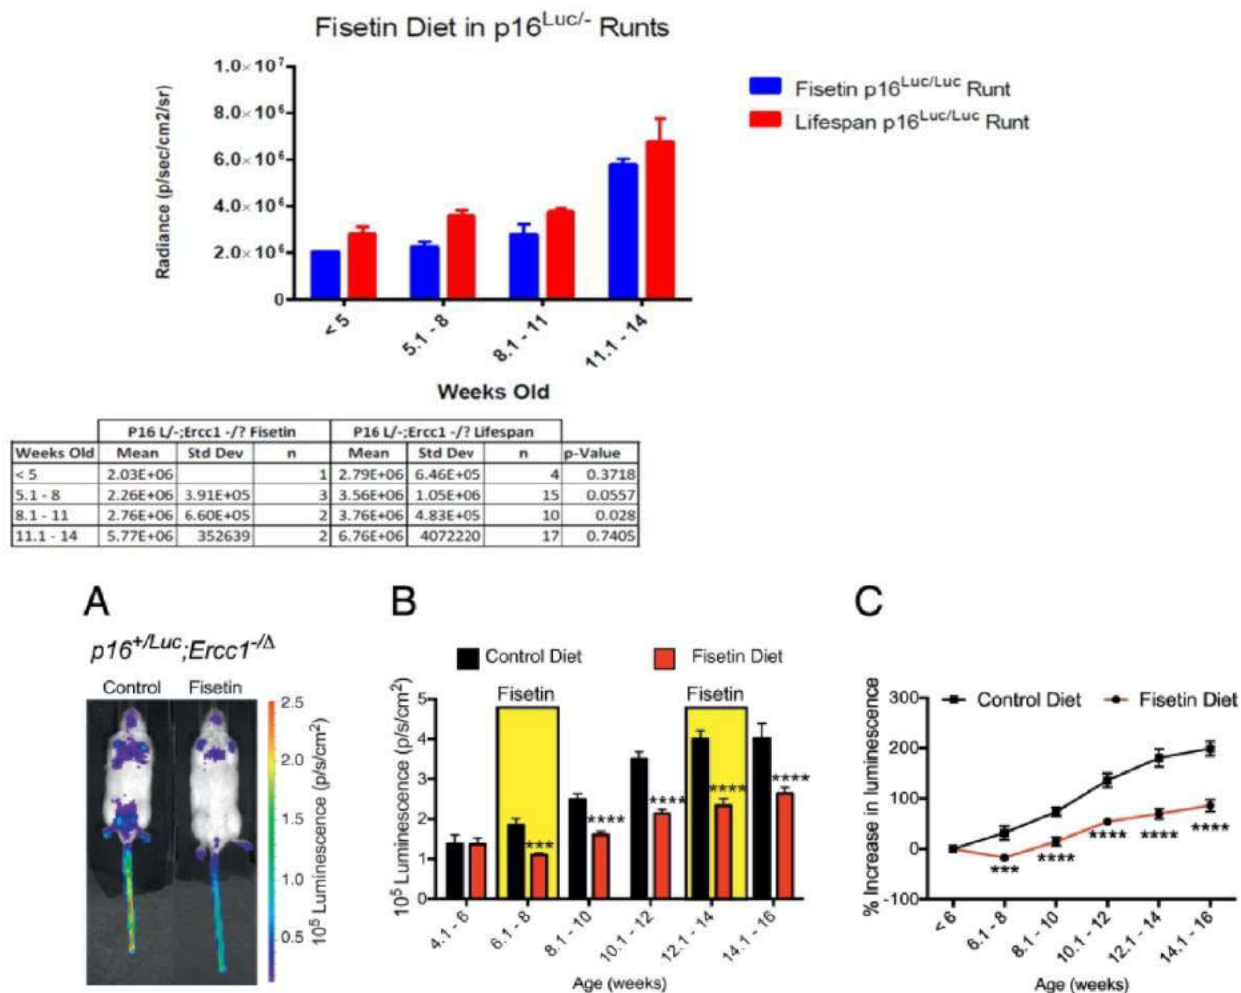 Fisetin Diet in p16Luc/- Runts
1.0×10⁷
8.0×10⁶
6.0×10⁶
4.0×10⁶
2.0×10⁶
0
Radiance (p/sec/cm2/sr)
Fisetin p16Luc/Luc Runt
Lifespan p16Luc/Luc Runt
< 5
5.1 - 8
8.1 - 11
11.1 - 14
Weeks Old
P16 L/-;Ercc1 -/? Fisetin P16 L/-;Ercc1 -/? Lifespan
Weeks Old Mean Std Dev n Mean Std Dev n p-Value
< 5 2.03E+06 1 2.79E+06 6.46E+05 4 0.3718
5.1 - 8 2.26E+06 3.91E+05 3 3.56E+06 1.05E+06 15 0.0557
8.1 - 11 2.76E+06 6.60E+05 2 3.76E+06 4.83E+05 10 0.028
11.1 - 14 5.77E+06 352639 2 6.76E+06 4072220 17 0.7405
A
p16+/Luc;Ercc1-/Δ
Control Fisetin
2.5
2.0
1.5
1.0
0.5
10⁵ Luminescence (p/s/cm²)
B
Control Diet Fisetin Diet
Fisetin Fisetin
5
4
3
2
1
0
10⁵ Luminescence (p/s/cm²)
*** **** **** **** ****
4.1 - 6
6.1 - 8
8.1 - 10
10.1 - 12
12.1 - 14
14.1 - 16
Age (weeks)
C
Control Diet Fisetin Diet
300
200
100
0
-100
% Increase in luminescence
*** **** **** **** ****
< 6
6.1 - 8
8.1 - 10
10.1 - 12
12.1 - 14
14.1 - 16
Age (weeks)